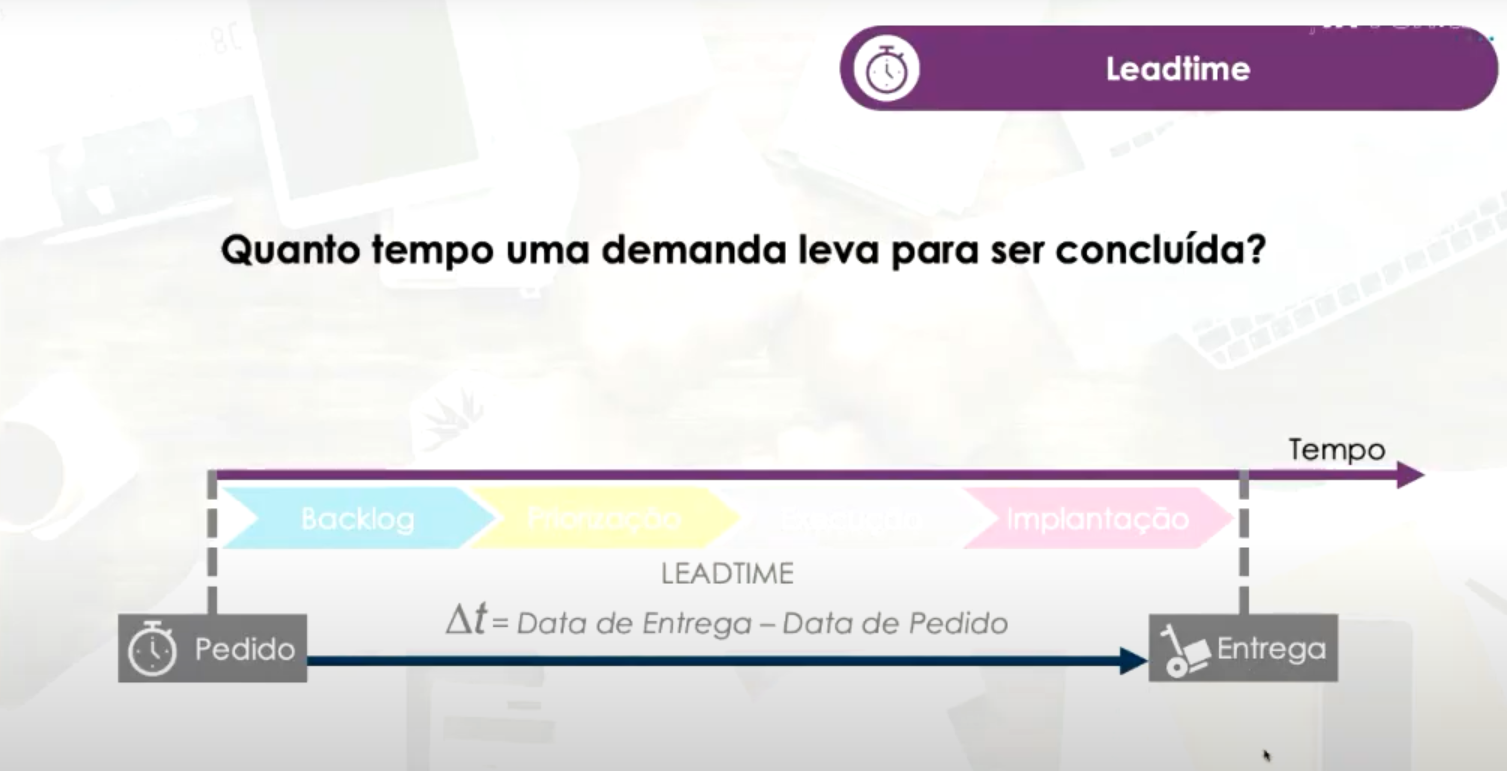 Leadtime
Quanto tempo uma demanda leva para ser concluída?
Tempo
Backlog Priorização Execução Implantação
LEADTIME
Δt = Data de Entrega – Data de Pedido
Pedido
Entrega